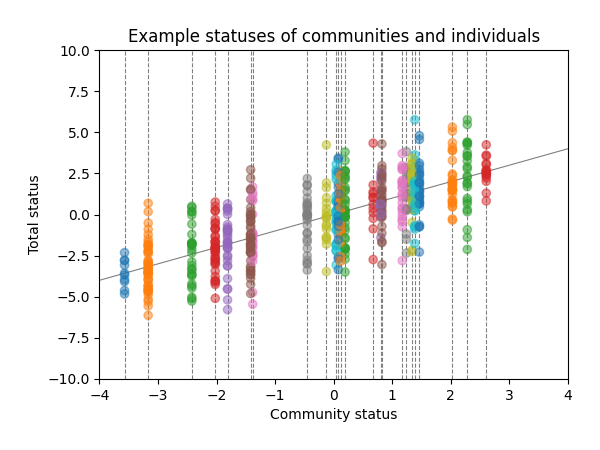 Example statuses of communities and individuals
10.0
7.5
5.0
2.5
0.0
−2.5
−5.0
−7.5
−10.0
Total status
−4 −3 −2 −1 0 1 2 3 4
Community status